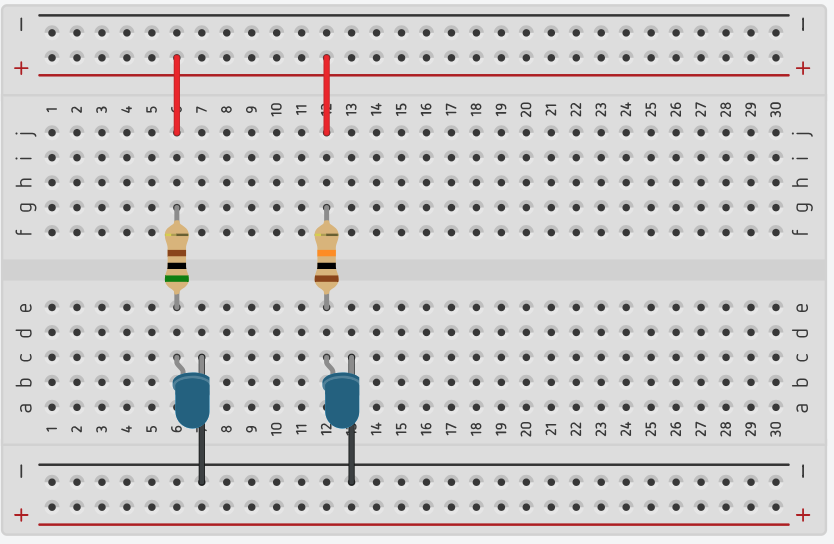 − −
+ +
1 2 3 4 5 6 7 8 9 10 11 12 13 14 15 16 17 18 19 20 21 22 23 24 25 26 27 28 29 30
j j
i i
h h
g g
f f
e e
d d
c c
b b
a a
1 2 3 4 5 6 7 8 9 10 11 12 14 15 16 17 18 19 20 21 22 23 24 25 26 27 28 29 30
− −
+ +